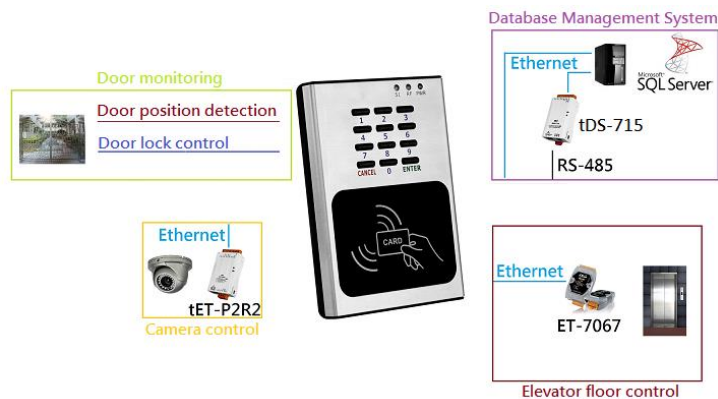 Database Management System
Ethernet
Microsoft
SQL Server
tDS-715
RS-485
Door monitoring
Door position detection
Door lock control
1 2 3
4 5 6
7 8 9
CANCEL 0 ENTER
CARD
Ethernet
tET-P2R2
Camera control
Ethernet
ET-7067
Elevator floor control